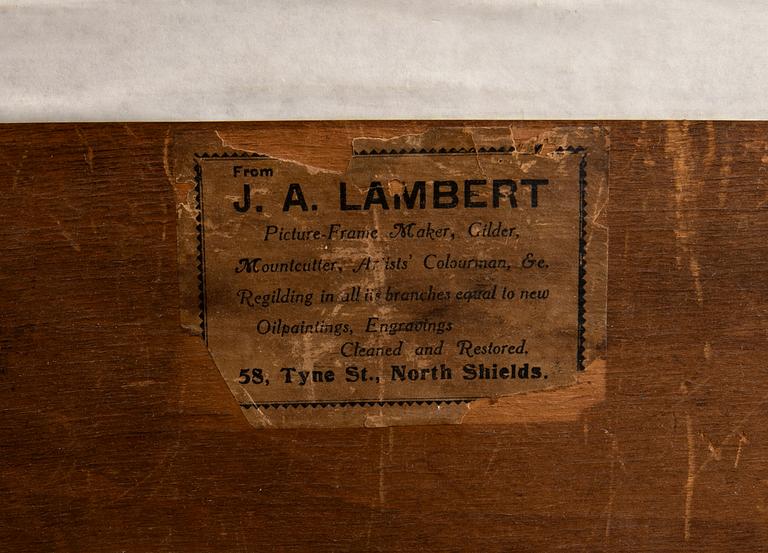 From
J. A. LAMBERT
Picture-Frame Maker, Gilder,
Mountcutter, Artists' Colourman, &c.
Regilding in all its branches equal to new
Oilpaintings, Engravings
Cleaned and Restored.
58, Tyne St., North Shields.